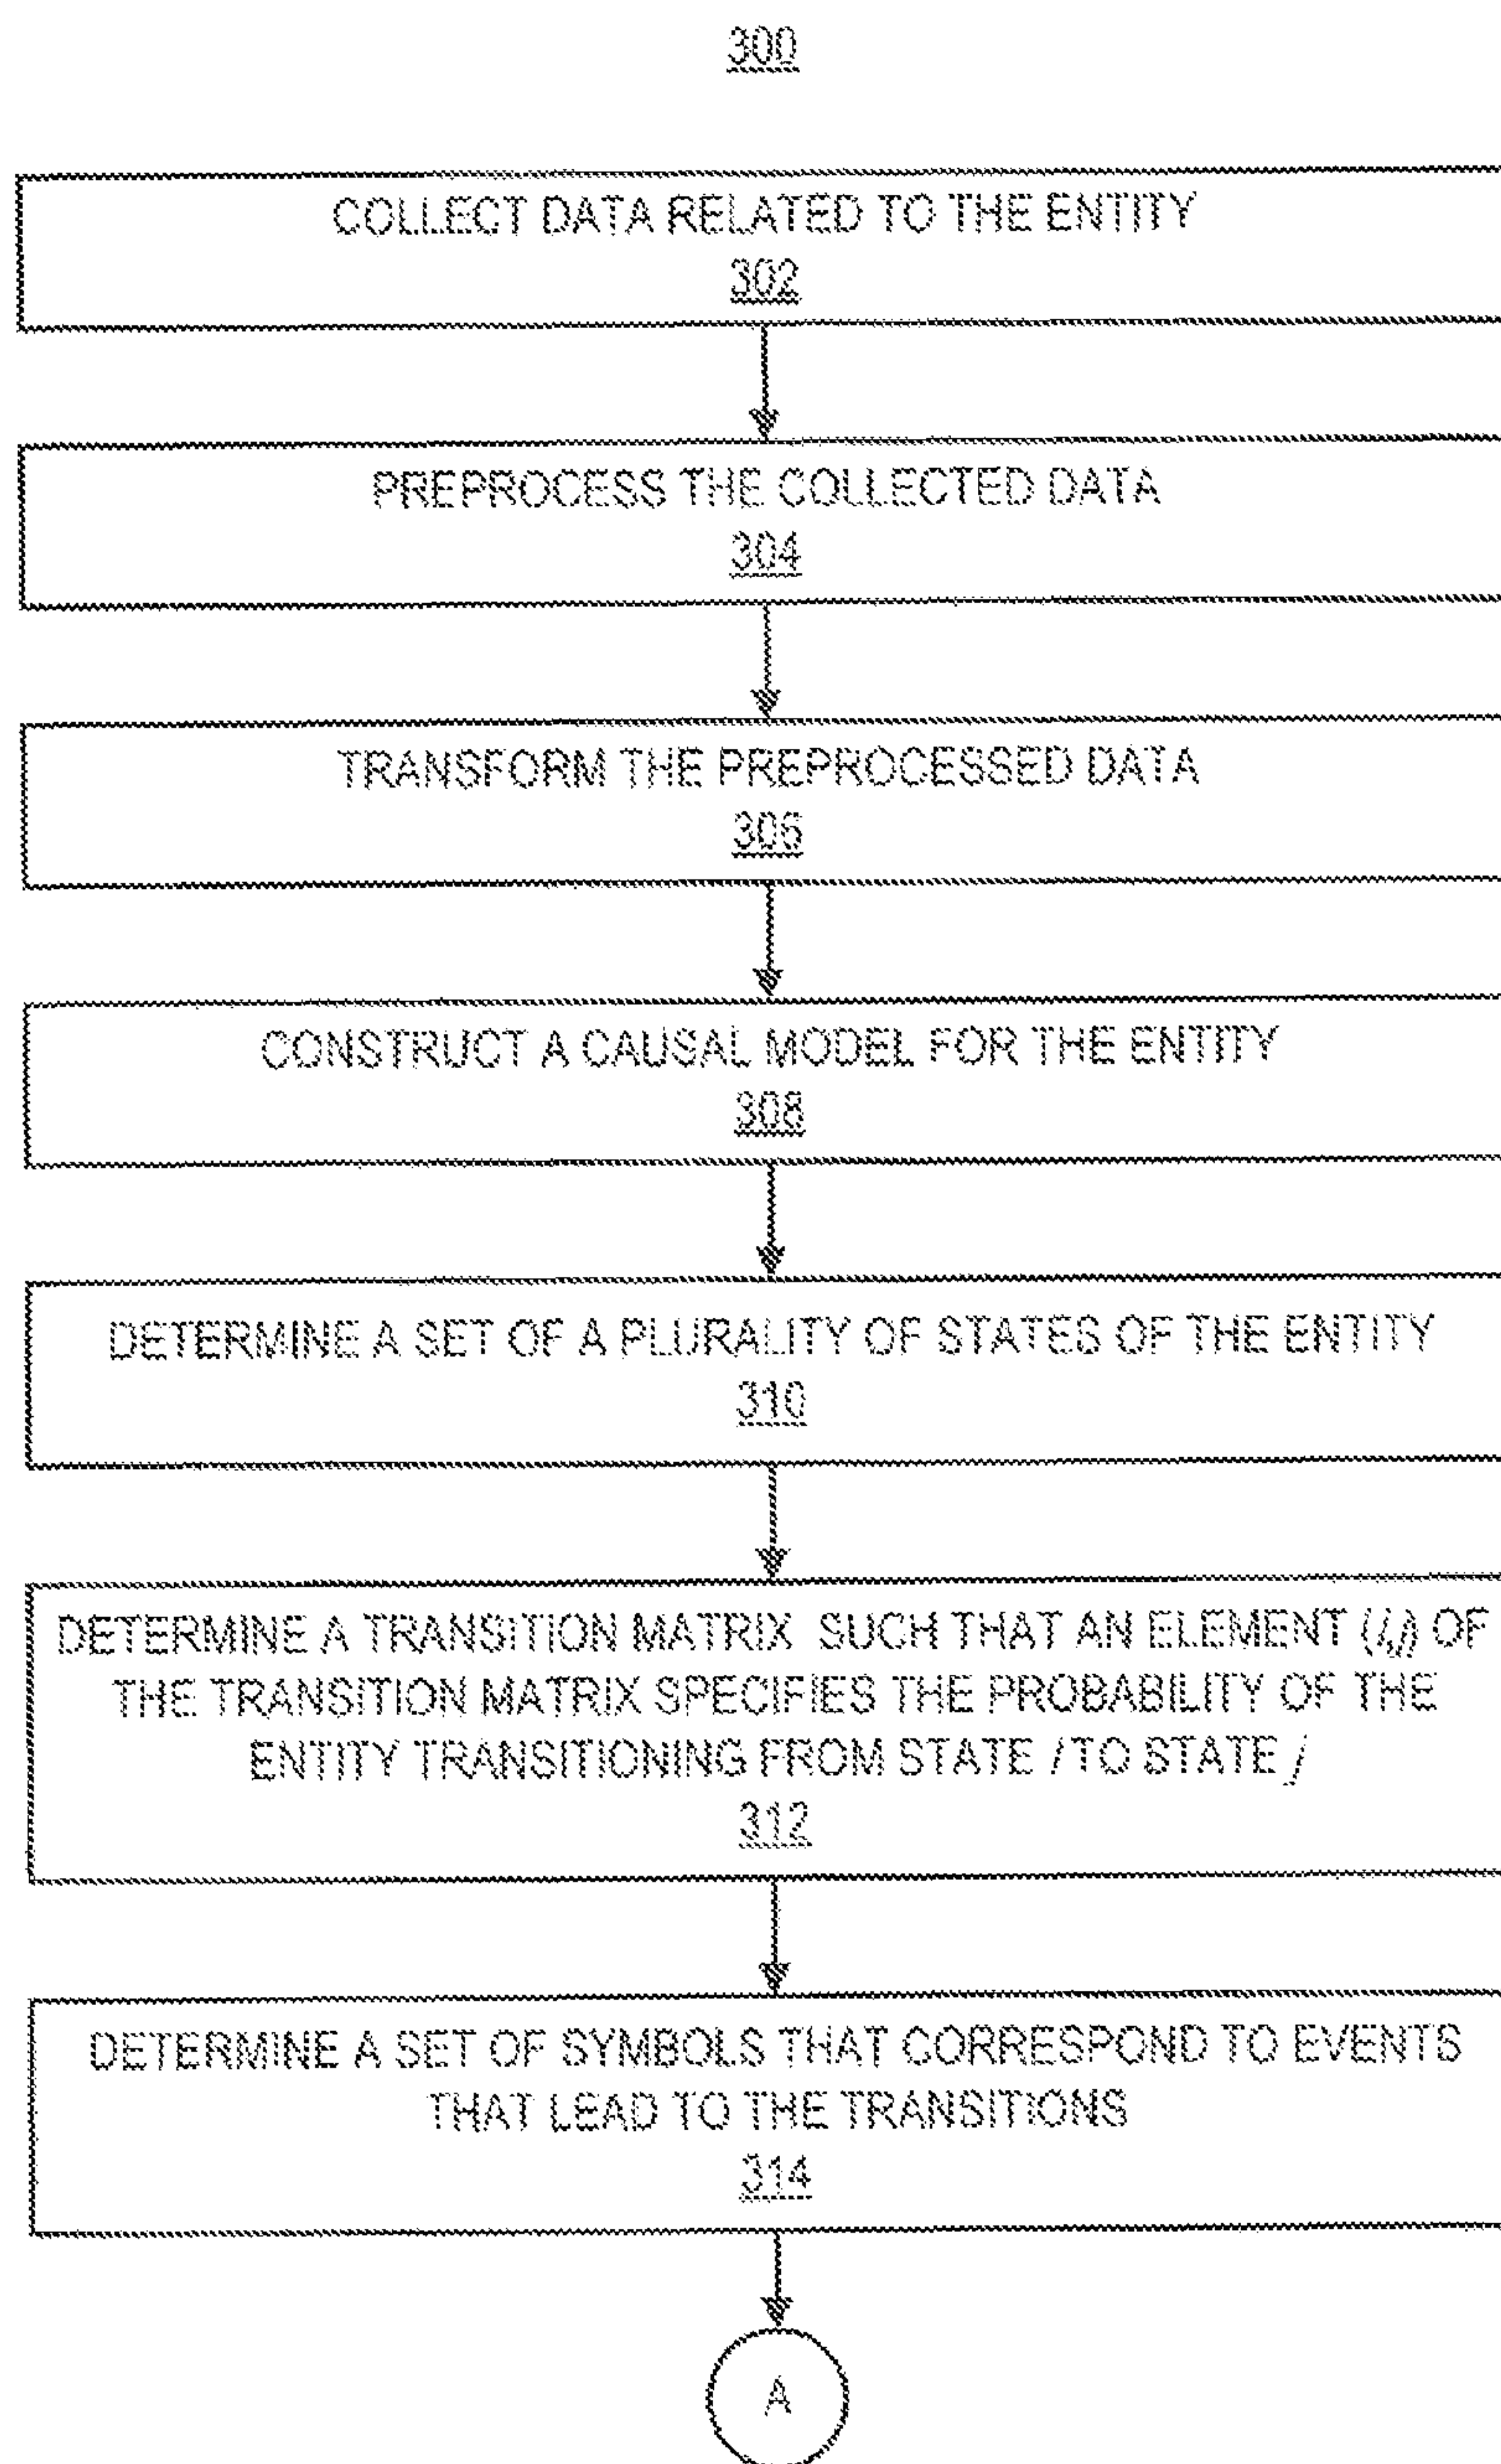 300
COLLECT DATA RELATED TO THE ENTITY
302
PREPROCESS THE COLLECTED DATA
304
TRANSFORM THE PREPROCESSED DATA
306
CONSTRUCT A CAUSAL MODEL FOR THE ENTITY
308
DETERMINE A SET OF A PLURALITY OF STATES OF THE ENTITY
310
DETERMINE A TRANSITION MATRIX SUCH THAT AN ELEMENT (i,j) OF
THE TRANSITION MATRIX SPECIFIES THE PROBABILITY OF THE
ENTITY TRANSITIONING FROM STATE i TO STATE j
312
DETERMINE A SET OF SYMBOLS THAT CORRESPOND TO EVENTS
THAT LEAD TO THE TRANSITIONS
314
A